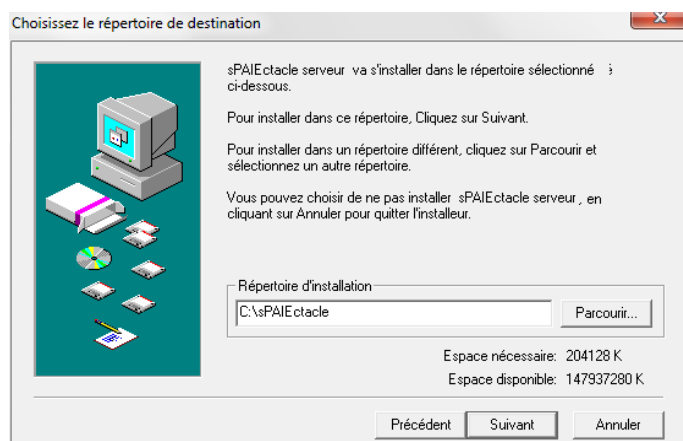 Choisissez le répertoire de destination
sPAIEctacle serveur va s'installer dans le répertoire sélectionné
ci-dessous.
Pour installer dans ce répertoire, Cliquez sur Suivant.
Pour installer dans un répertoire différent, cliquez sur Parcourir et
sélectionnez un autre répertoire.
Vous pouvez choisir de ne pas installer sPAIEctacle serveur, en
cliquant sur Annuler pour quitter l'installeur.
Répertoire d'installation
C:\sPAIEctacle
Parcourir...
Espace nécessaire: 204128 K
Espace disponible: 147937280 K
Précédent
Suivant
Annuler